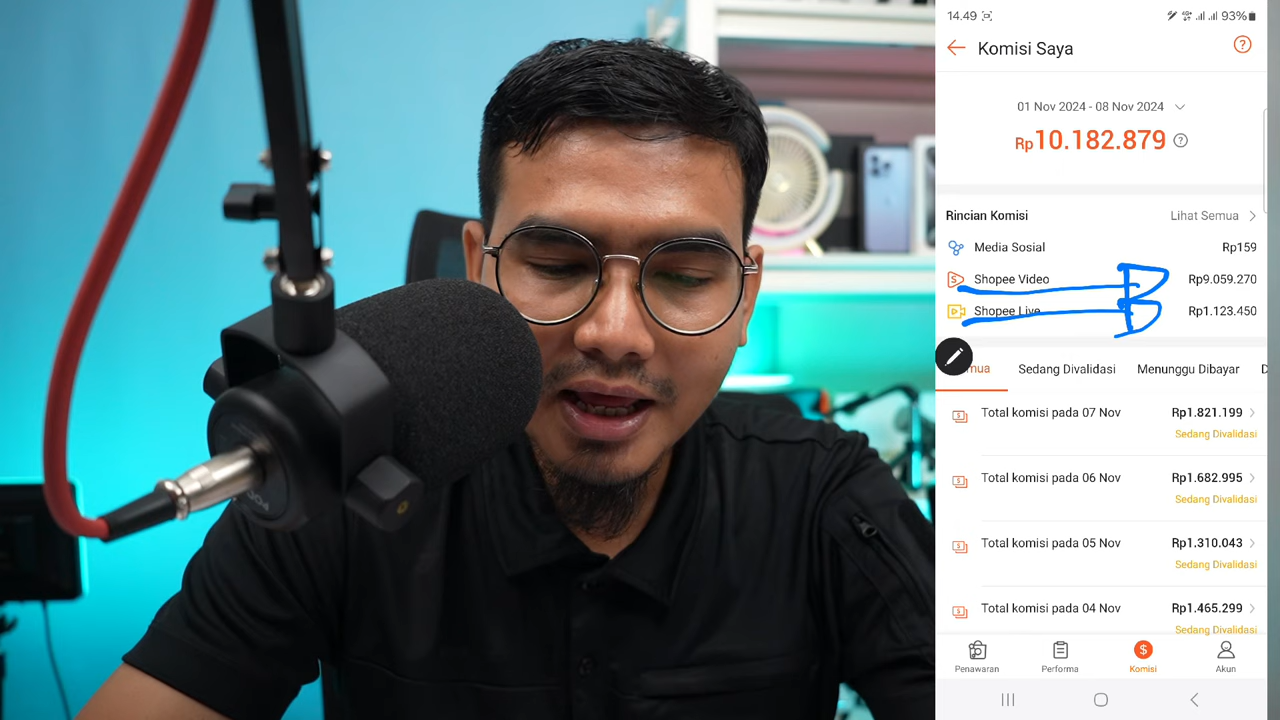 14.49 93%
Komisi Saya
01 Nov 2024 - 08 Nov 2024
Rp10.182.879
Rincian Komisi Lihat Semua
Media Sosial Rp159
Shopee Video Rp9.059.270
Shopee Live Rp1.123.450
Sedang Divalidasi Menunggu Dibayar
Total komisi pada 07 Nov Rp1.821.199
Sedang Divalidasi
Total komisi pada 06 Nov Rp1.682.995
Sedang Divalidasi
Total komisi pada 05 Nov Rp1.310.043
Sedang Divalidasi
Total komisi pada 04 Nov Rp1.465.299
Sedang Divalidasi
Penawaran Performa Komisi Akun